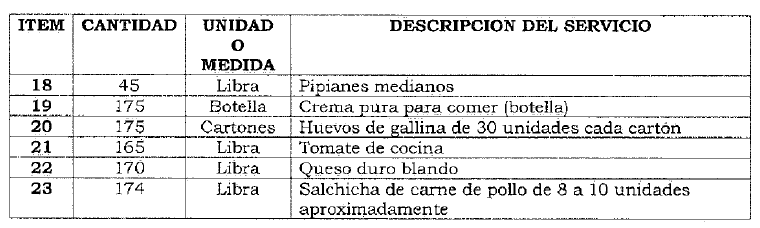 ITEM CANTIDAD UNIDAD O MEDIDA DESCRIPCION DEL SERVICIO
18 45 Libra Pipianes medianos
19 175 Botella Crema pura para comer (botella)
20 175 Cartones Huevos de gallina de 30 unidades cada cartón
21 165 Libra Tomate de cocina
22 170 Libra Queso duro blando
23 174 Libra Salchicha de carne de pollo de 8 a 10 unidades
aproximadamente